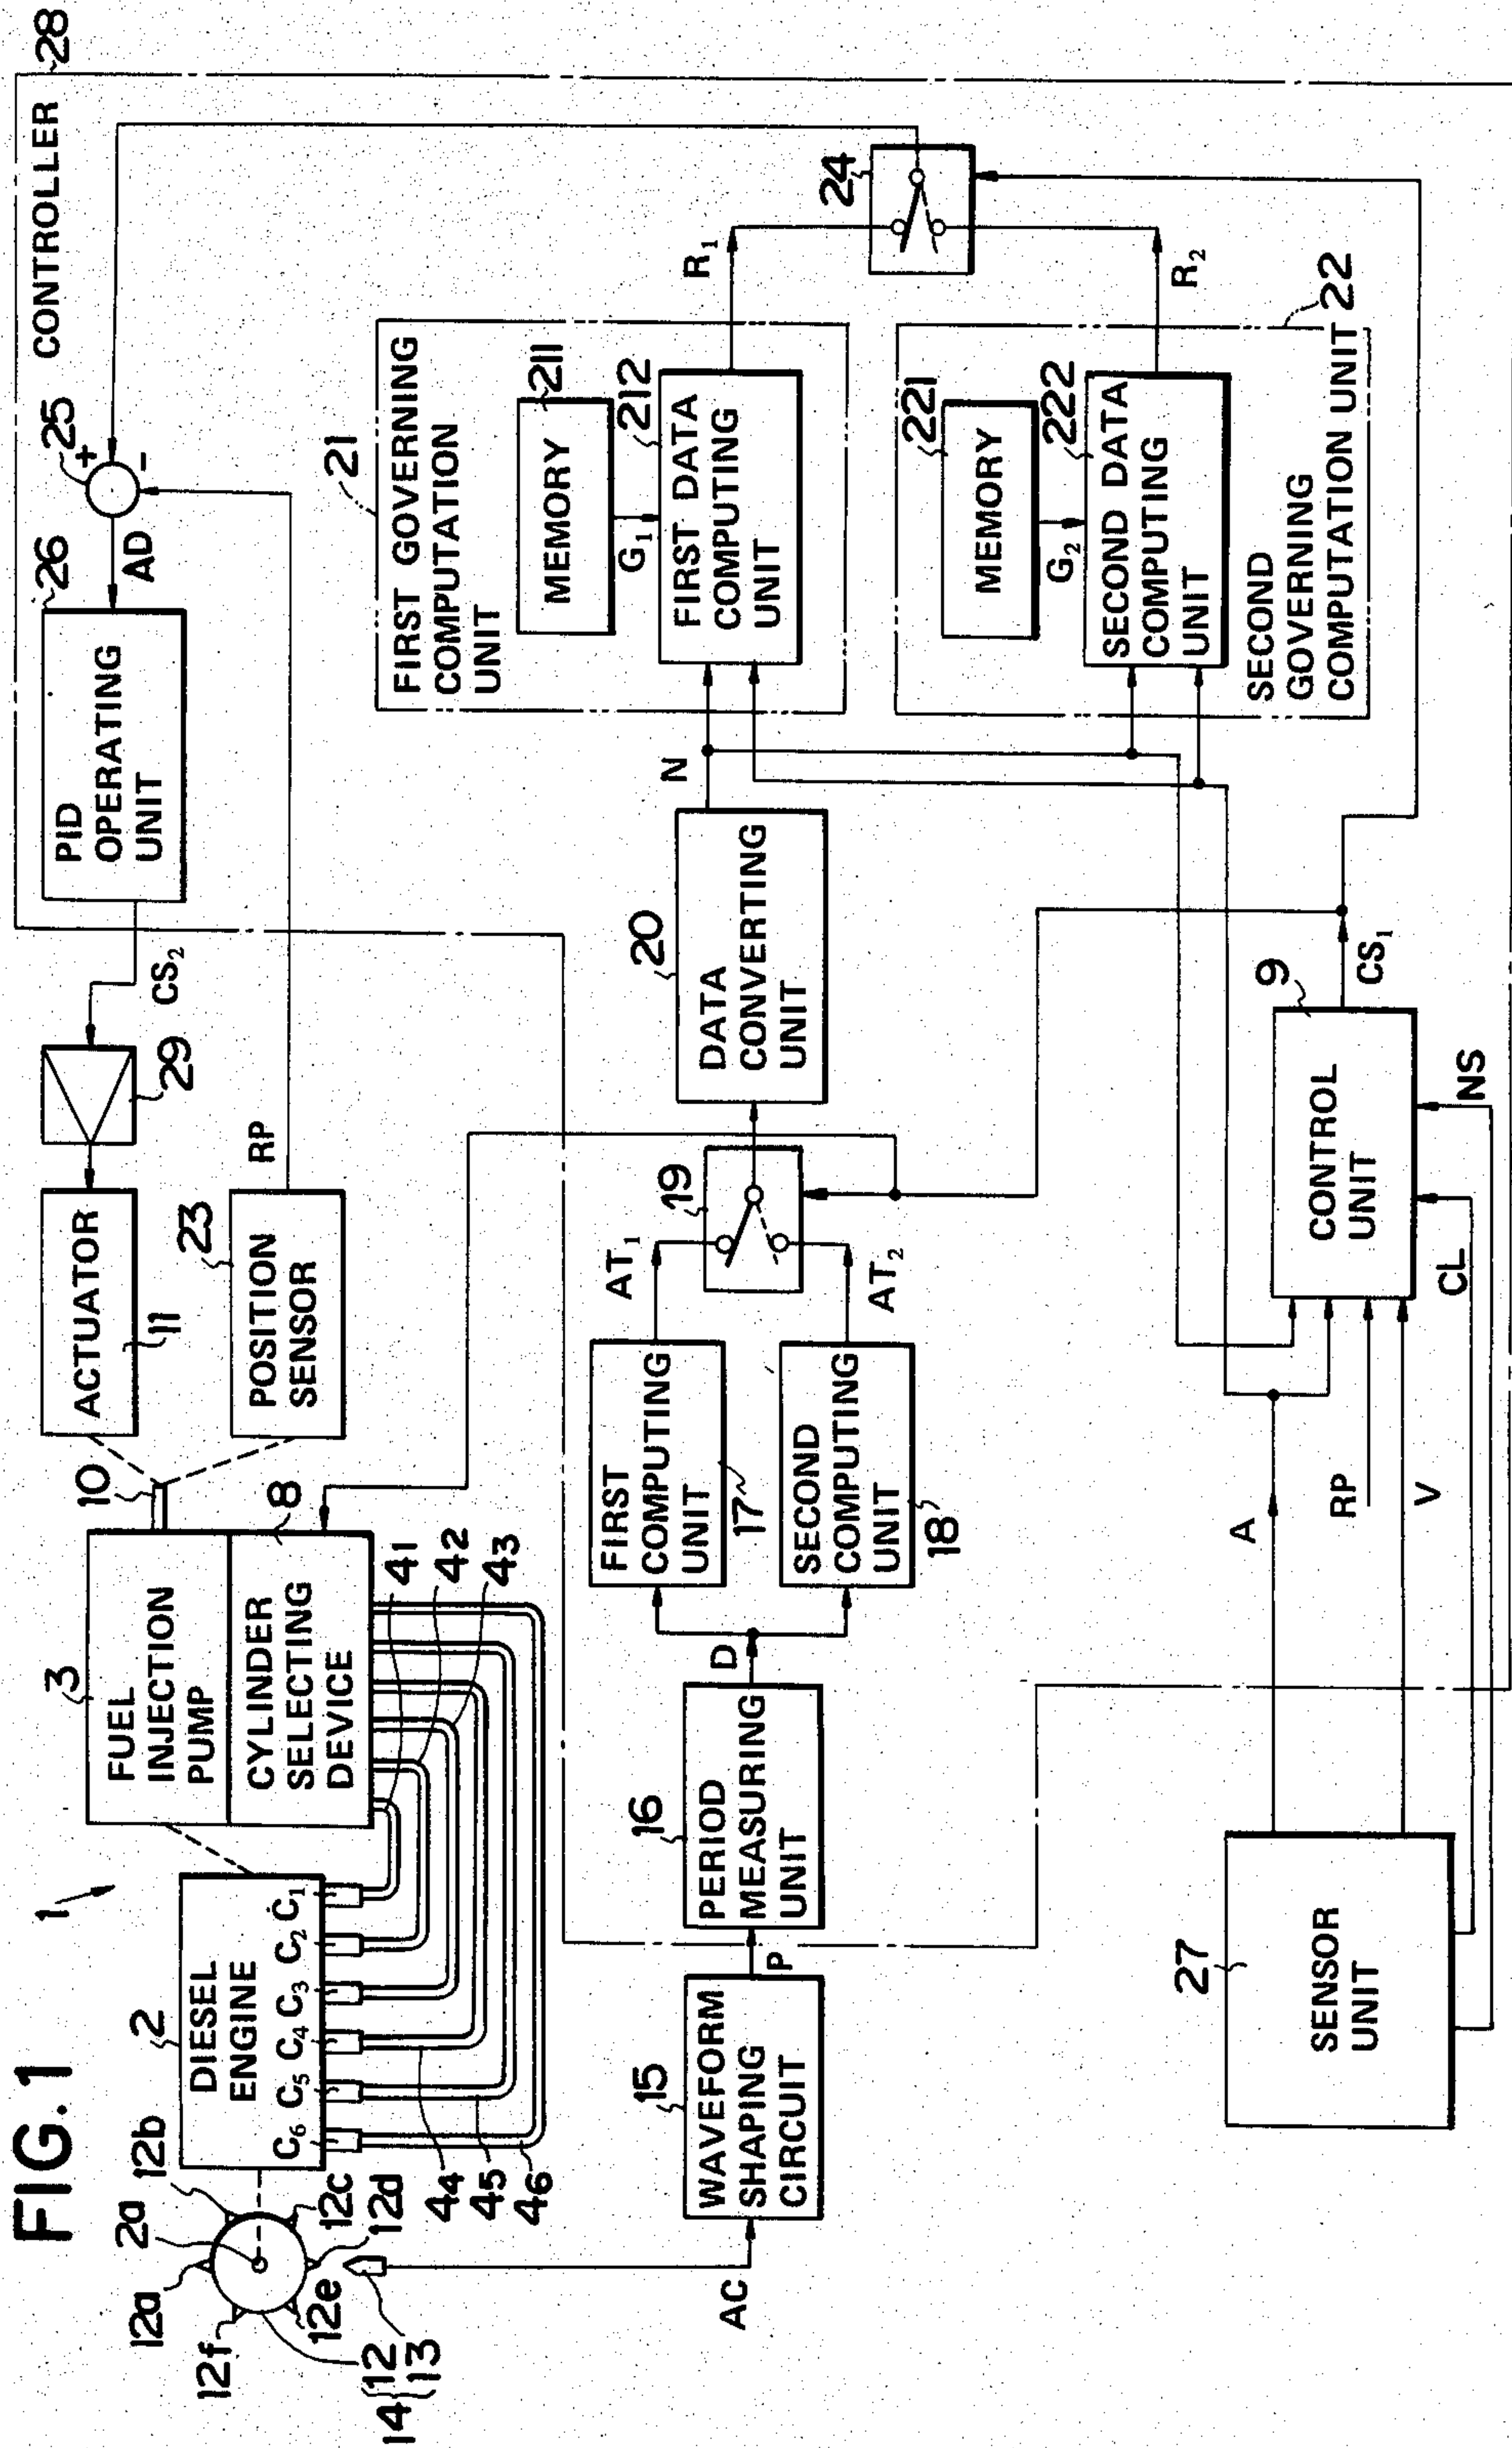 FIG.1
1
2
DIESEL
ENGINE
C6 C5 C4 C3 C2 C1
12a
2a
12b
12c
12d
12e
12f
12
13
14
3
FUEL
INJECTION
PUMP
CYLINDER
SELECTING
DEVICE
8
10
41
42
43
44
45
46
ACTUATOR
11
23
POSITION
SENSOR
RP
29
CS2
26
PID
OPERATING
UNIT
AD
25
+
−
CONTROLLER
28
AC
15
WAVEFORM
SHAPING
CIRCUIT
P
16
PERIOD
MEASURING
UNIT
D
FIRST
COMPUTING
UNIT
17
SECOND
COMPUTING
UNIT
18
AT1
AT2
19
20
DATA
CONVERTING
UNIT
N
21
FIRST GOVERNING
COMPUTATION
UNIT
MEMORY
211
G1
212
FIRST DATA
COMPUTING
UNIT
R1
221
MEMORY
G2
222
SECOND DATA
COMPUTING
UNIT
R2
SECOND
GOVERNING
COMPUTATION UNIT
22
24
27
SENSOR
UNIT
A
RP
V
CL
NS
9
CONTROL
UNIT
CS1